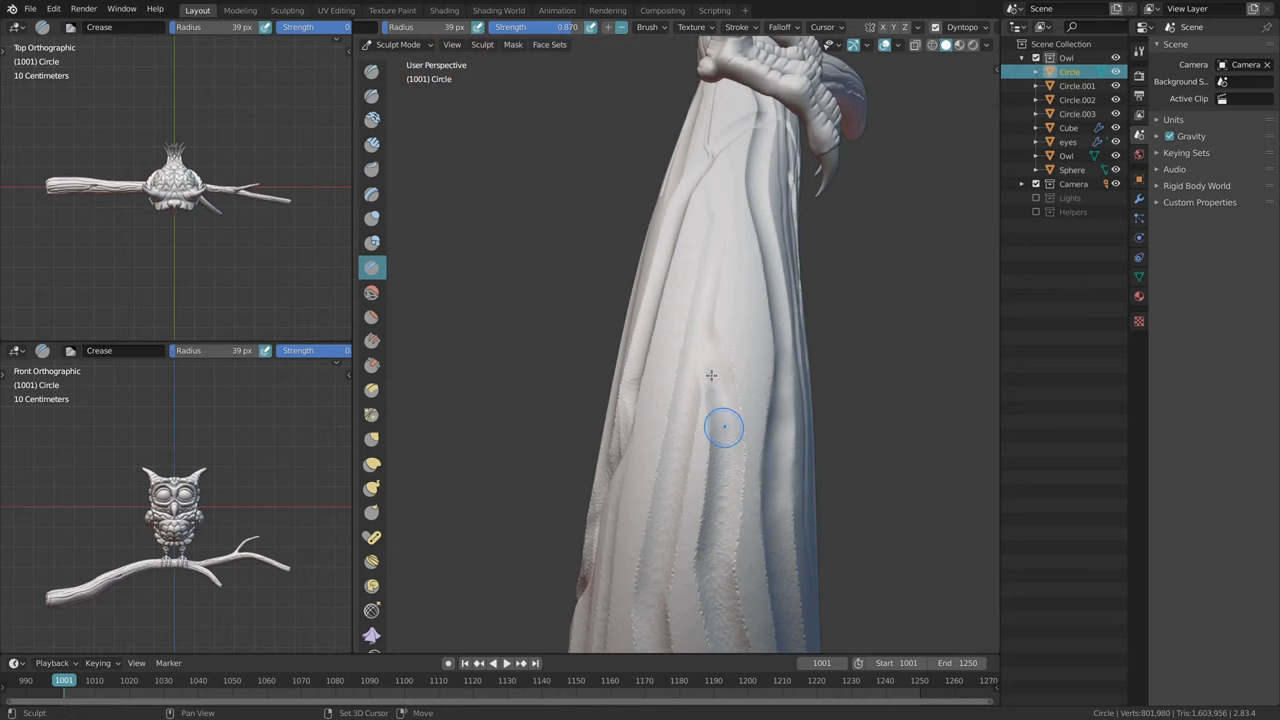 File Edit Render Window Help Layout Modeling Sculpting UV Editing Texture Paint Shading Animation Rendering Compositing Scripting Scene View Layer
Crease Radius 39 px Strength Radius 39 px Strength 0.870 Brush Texture Stroke Falloff Cursor X Y Z Dyntopo
Sculpt Mode View Sculpt Mask Face Sets
Top Orthographic
(1001) Circle
10 Centimeters
User Perspective
(1001) Circle
Scene Collection
Owl
Circle
Circle.001
Circle.002
Circle.003
Cube
eyes
Owl
Sphere
Camera
Lights
Helpers
Scene
Scene
Camera Camera
Background S...
Active Clip
Units
Gravity
Keying Sets
Audio
Rigid Body World
Custom Properties
Crease Radius 39 px Strength 0.
Front Orthographic
(1001) Circle
10 Centimeters
Playback Keying View Marker 1001 Start 1001 End 1250
990 1001 1010 1020 1030 1040 1050 1060 1070 1080 1090 1100 1110 1120 1130 1140 1150 1160 1170 1180 1190 1200 1210 1220 1230 1240 1250 1260 1270
Sculpt Pan View Set 3D Cursor Move Circle | Verts:801,980 | Tris:1,603,956 | 2.83.4